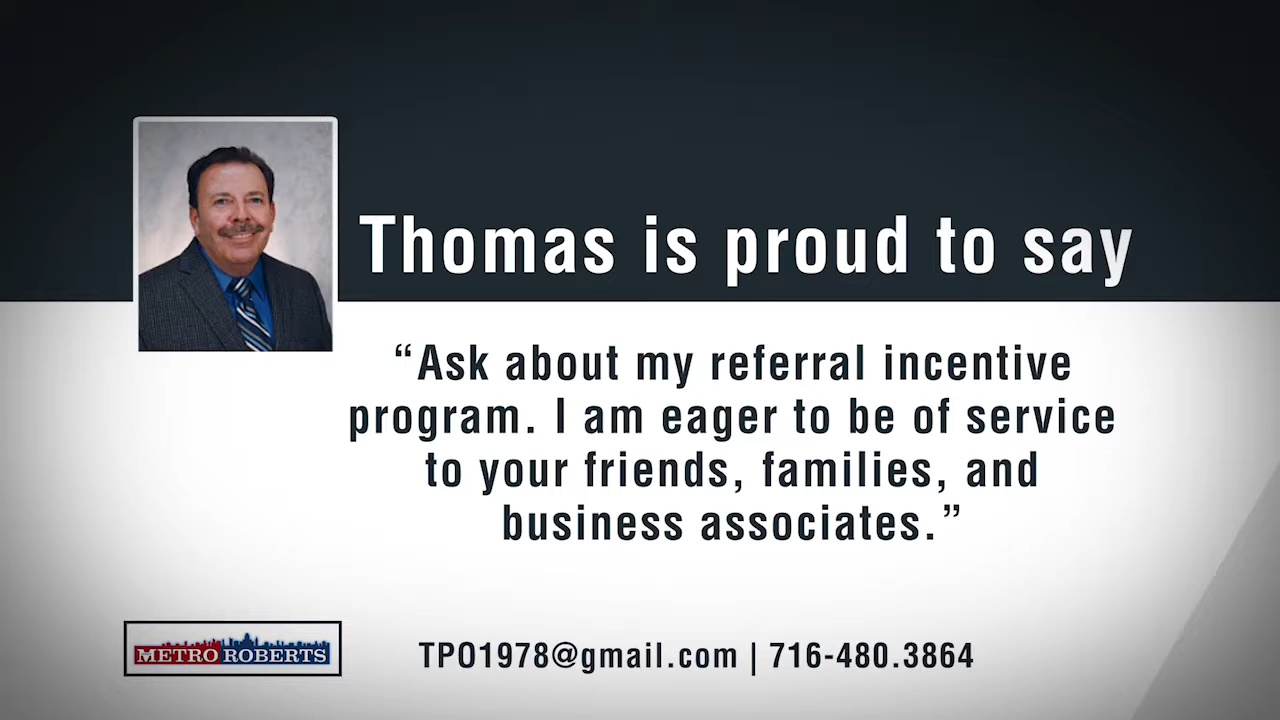 Thomas is proud to say
“Ask about my referral incentive
program. I am eager to be of service
to your friends, families, and
business associates.”
METRO ROBERTS
TPO1978@gmail.com | 716-480.3864